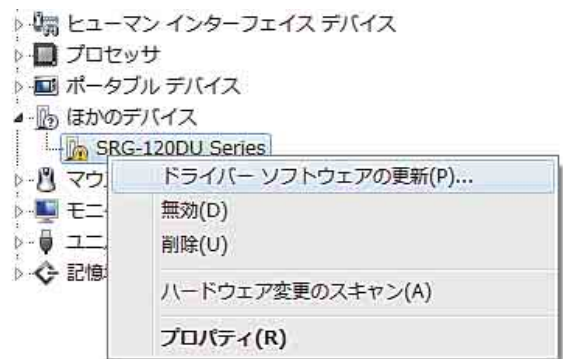 ヒューマン インターフェイス デバイス
プロセッサ
ポータブル デバイス
ほかのデバイス
SRG-120DU Series
マウ
ドライバー ソフトウェアの更新(P)...
モニ
無効(D)
ユニ
削除(U)
記憶
ハードウェア変更のスキャン(A)
プロパティ(R)